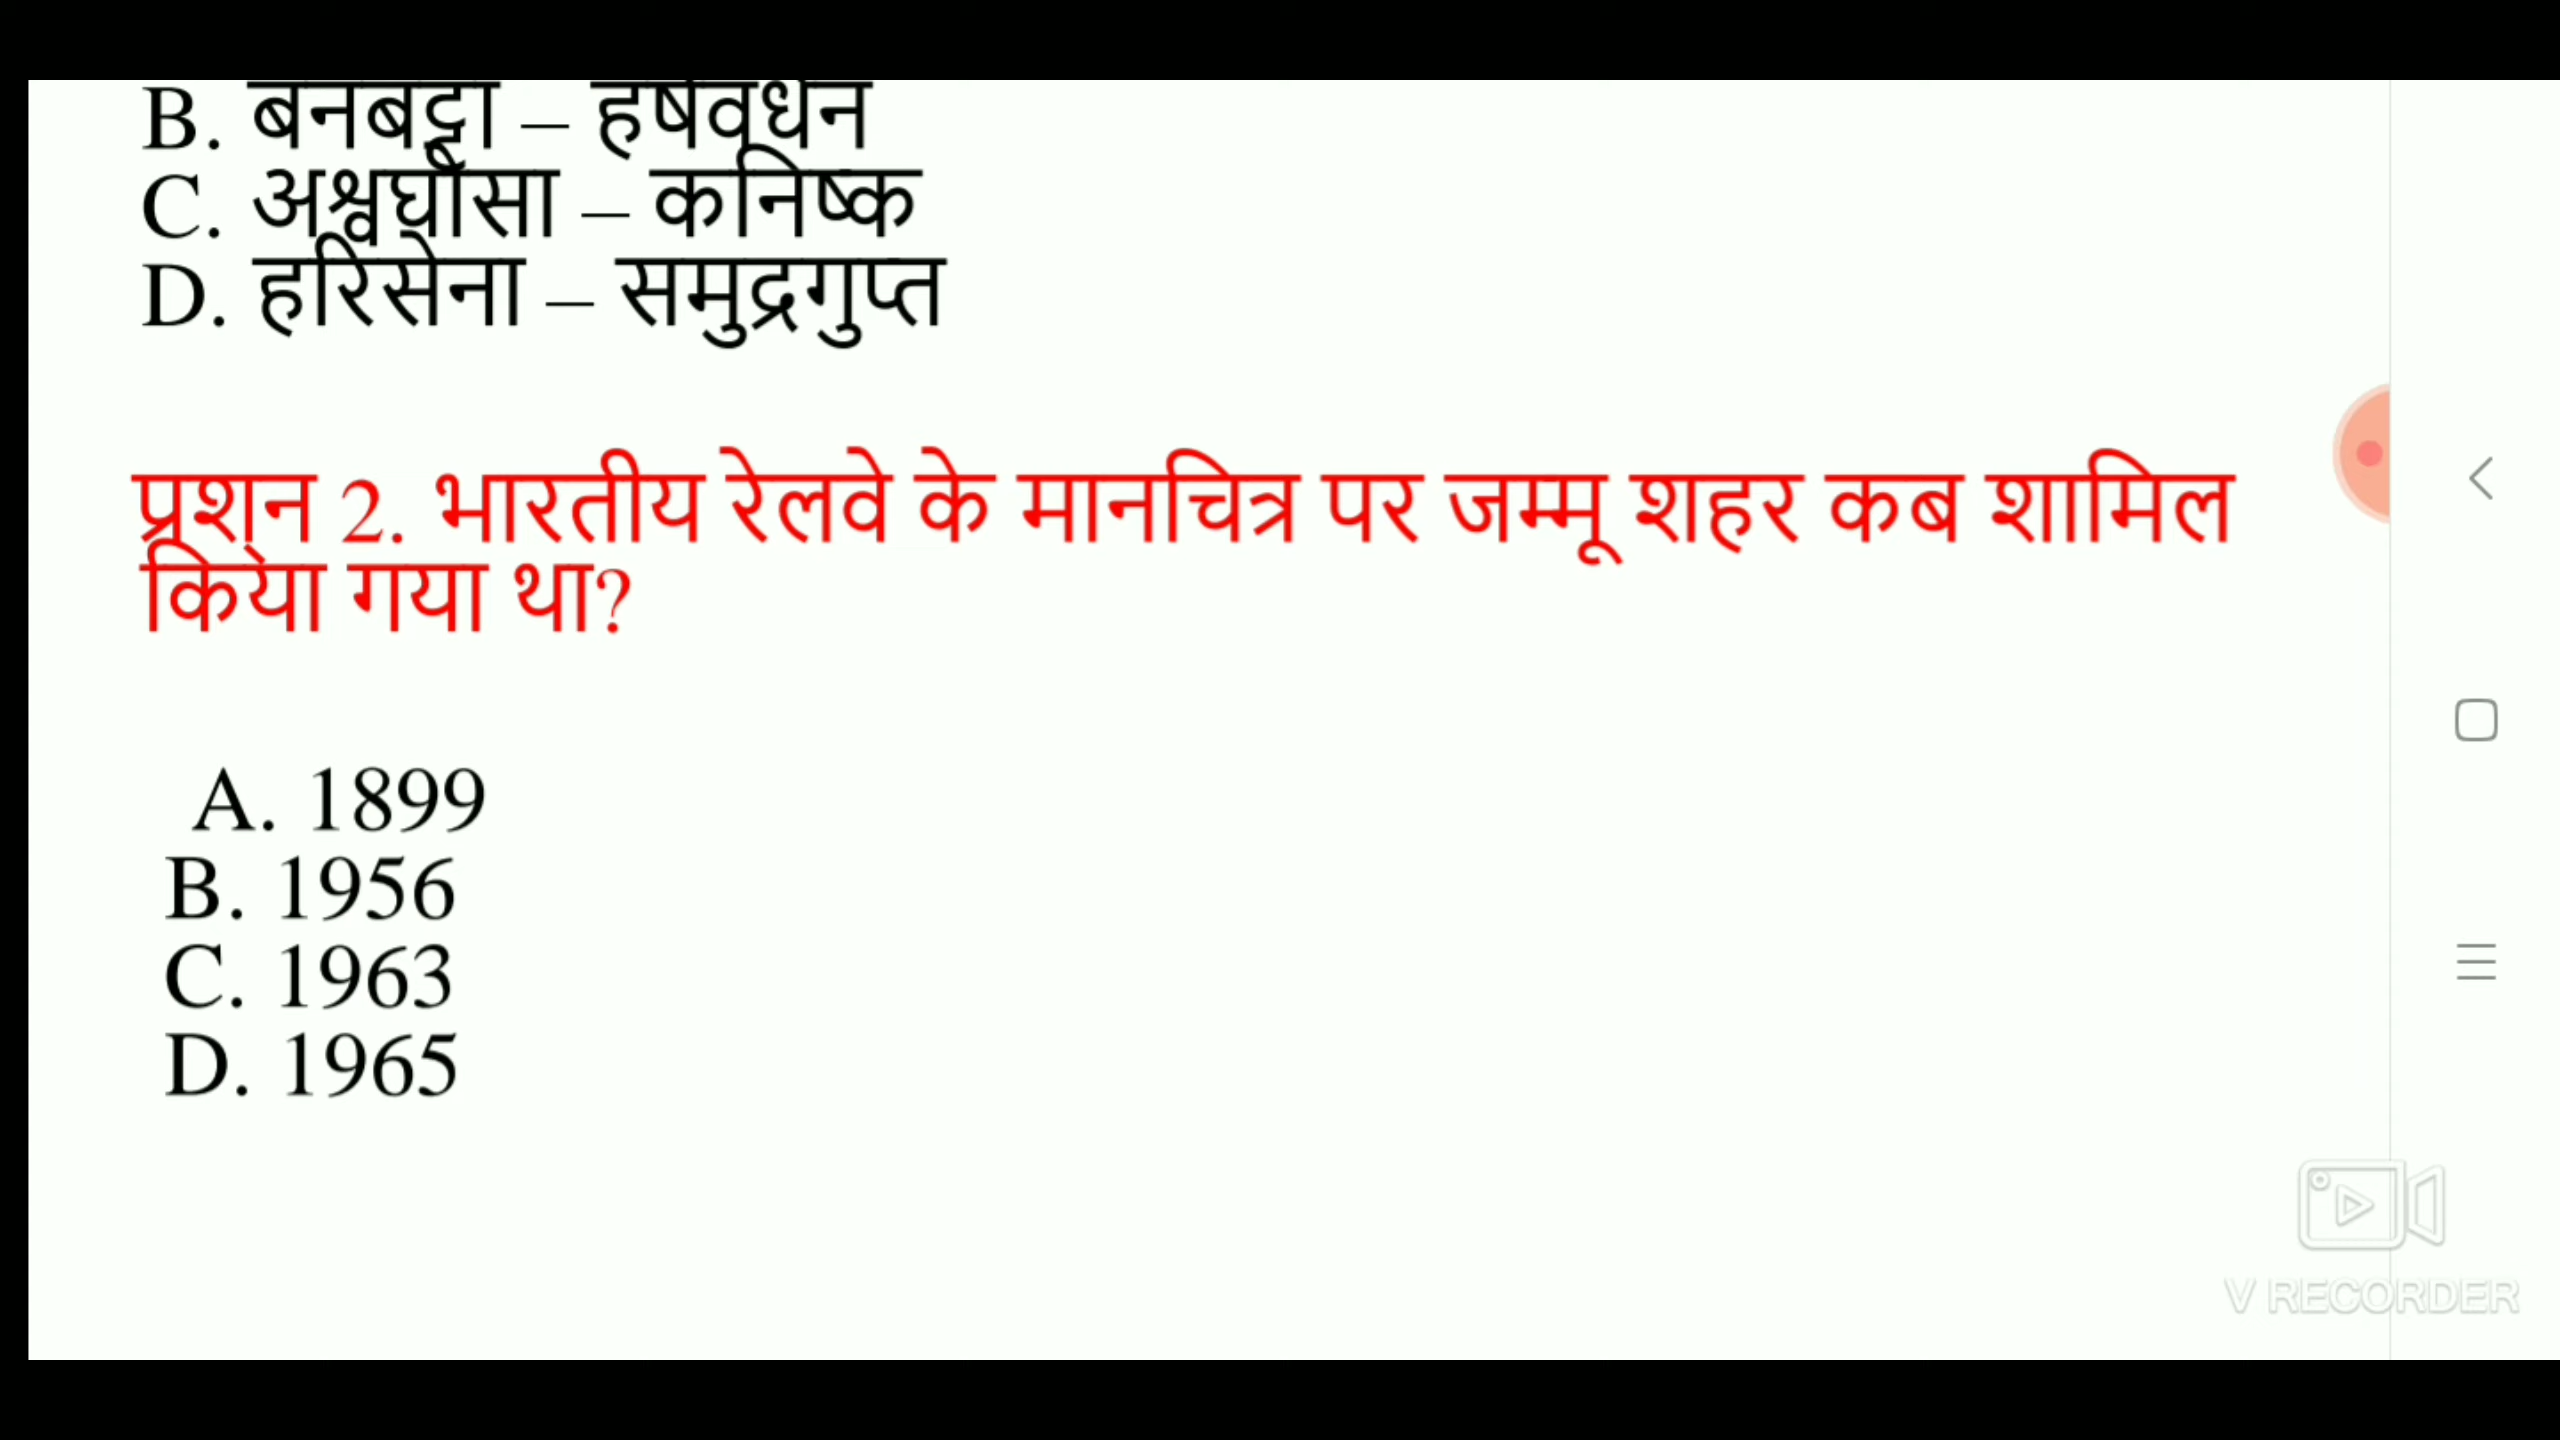 B. बनबट्टा – हर्षवर्धन
C. अश्वघोसा – कनिष्क
D. हरिसेना – समुद्रगुप्त
प्रश्न 2. भारतीय रेलवे के मानचित्र पर जम्मू शहर कब शामिल
किया गया था?
A. 1899
B. 1956
C. 1963
D. 1965
V RECORDER